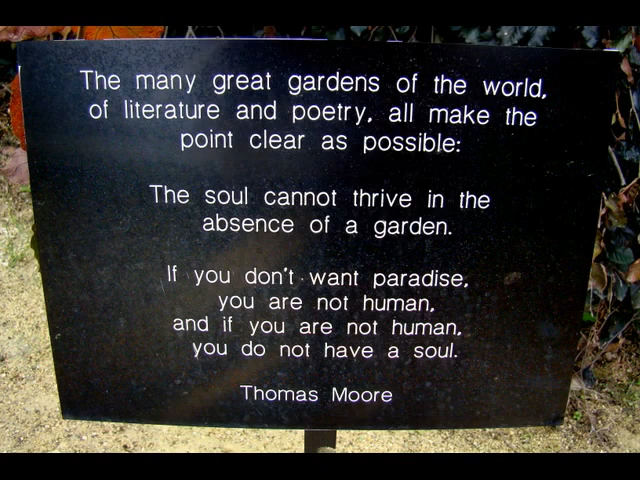 The many great gardens of the world,
of literature and poetry, all make the
point clear as possible:
The soul cannot thrive in the
absence of a garden.
If you don't want paradise,
you are not human,
and if you are not human,
you do not have a soul.
Thomas Moore